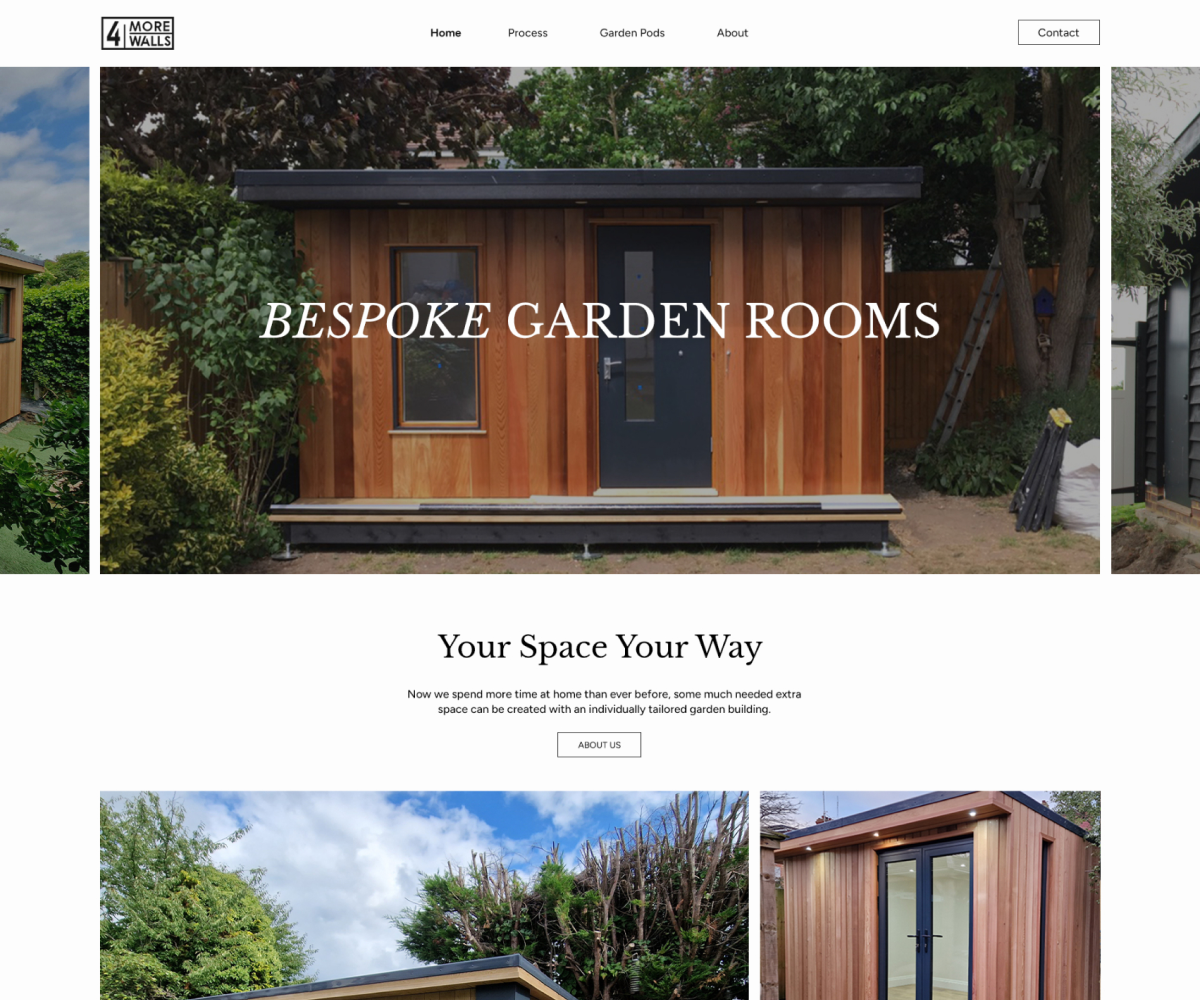 4 MORE
WALLS
Home
Process
Garden Pods
About
Contact
BESPOKE GARDEN ROOMS
Your Space Your Way
Now we spend more time at home than ever before, some much needed extra
space can be created with an individually tailored garden building.
ABOUT US